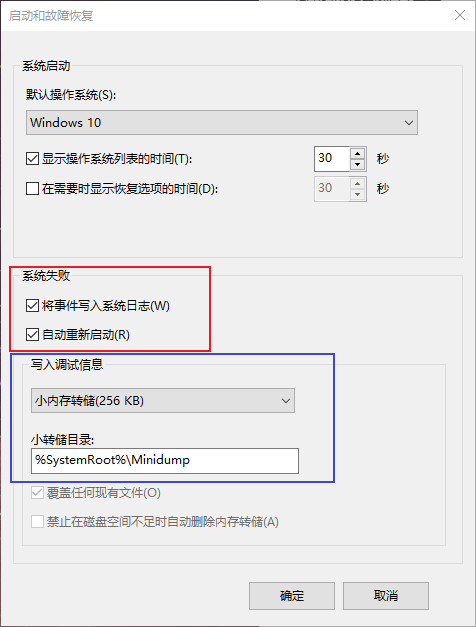 启动和故障恢复
系统启动
默认操作系统(S):
Windows 10
显示操作系统列表的时间(T): 30 秒
在需要时显示恢复选项的时间(D): 30 秒
系统失败
将事件写入系统日志(W)
自动重新启动(R)
写入调试信息
小内存转储(256 KB)
小转储目录:
%SystemRoot%\Minidump
覆盖任何现有文件(O)
禁止在磁盘空间不足时自动删除内存转储(A)
确定 取消